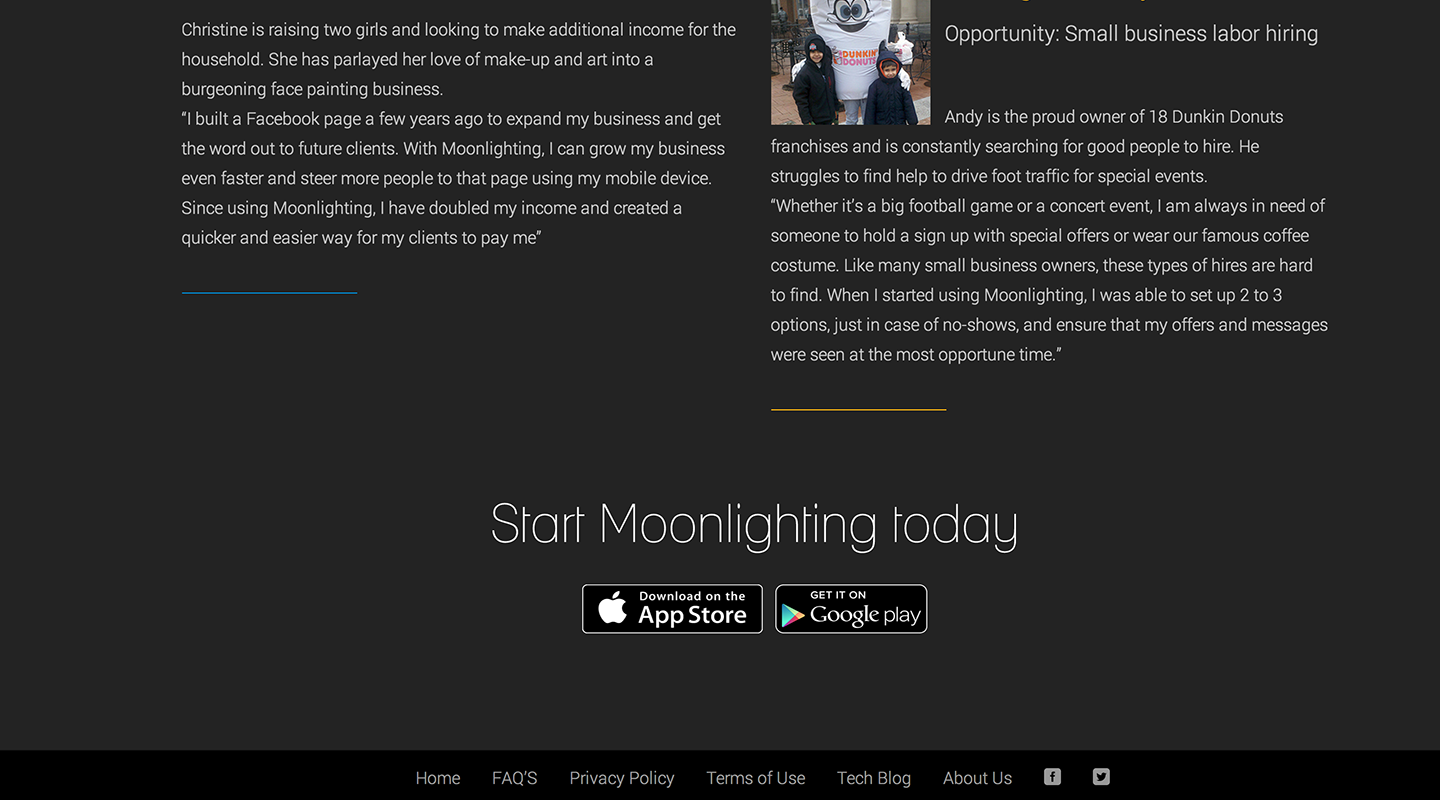 Christine is raising two girls and looking to make additional income for the
household. She has parlayed her love of make-up and art into a
burgeoning face painting business.
“I built a Facebook page a few years ago to expand my business and get
the word out to future clients. With Moonlighting, I can grow my business
even faster and steer more people to that page using my mobile device.
Since using Moonlighting, I have doubled my income and created a
quicker and easier way for my clients to pay me”
DUNKIN'
DONUTS
Opportunity: Small business labor hiring
Andy is the proud owner of 18 Dunkin Donuts
franchises and is constantly searching for good people to hire. He
struggles to find help to drive foot traffic for special events.
“Whether it’s a big football game or a concert event, I am always in need of
someone to hold a sign up with special offers or wear our famous coffee
costume. Like many small business owners, these types of hires are hard
to find. When I started using Moonlighting, I was able to set up 2 to 3
options, just in case of no-shows, and ensure that my offers and messages
were seen at the most opportune time.”
Start Moonlighting today
Download on the
App Store
GET IT ON
Google play
Home FAQ’S Privacy Policy Terms of Use Tech Blog About Us